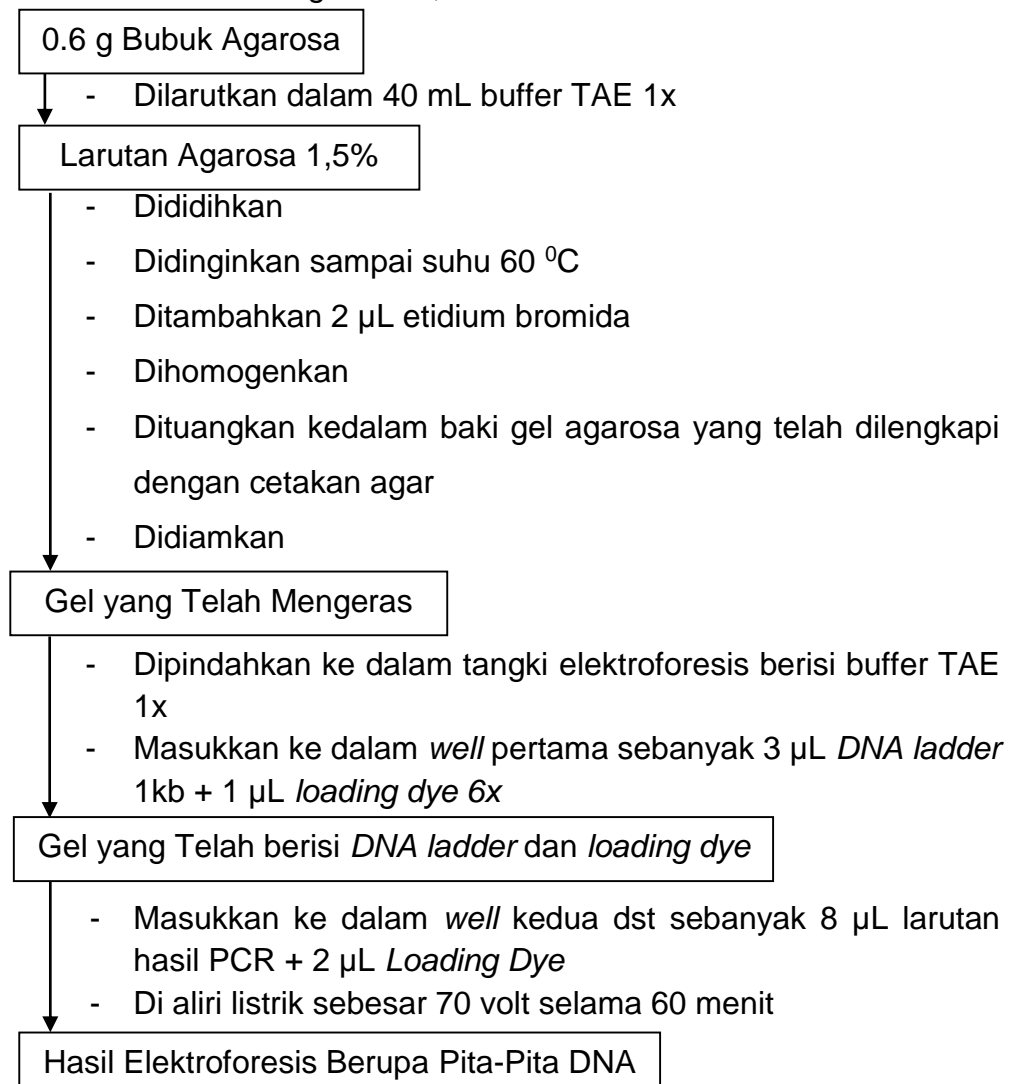 0.6 g Bubuk Agarosa
- Dilarutkan dalam 40 mL buffer TAE 1x
Larutan Agarosa 1,5%
- Dididihkan
- Didinginkan sampai suhu 60 ⁰C
- Ditambahkan 2 µL etidium bromida
- Dihomogenkan
- Dituangkan kedalam baki gel agarosa yang telah dilengkapi
dengan cetakan agar
- Didiamkan
Gel yang Telah Mengeras
- Dipindahkan ke dalam tangki elektroforesis berisi buffer TAE
1x
- Masukkan ke dalam well pertama sebanyak 3 µL DNA ladder
1kb + 1 µL loading dye 6x
Gel yang Telah berisi DNA ladder dan loading dye
- Masukkan ke dalam well kedua dst sebanyak 8 µL larutan
hasil PCR + 2 µL Loading Dye
- Di aliri listrik sebesar 70 volt selama 60 menit
Hasil Elektroforesis Berupa Pita-Pita DNA